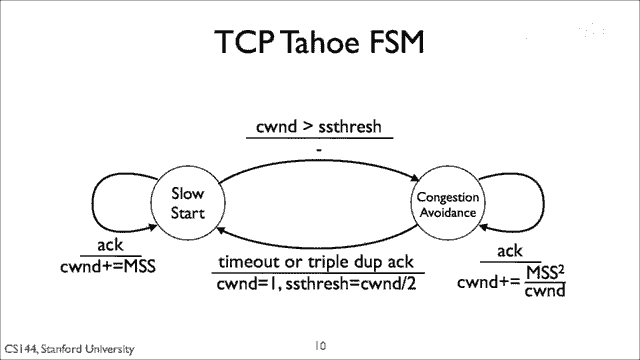 TCP Tahoe FSM
cwnd > ssthresh
-
Slow
Start
Congestion
Avoidance
ack
cwnd+=MSS
timeout or triple dup ack
cwnd=1, ssthresh=cwnd/2
ack
cwnd+= MSS²
cwnd
CS144, Stanford University
10